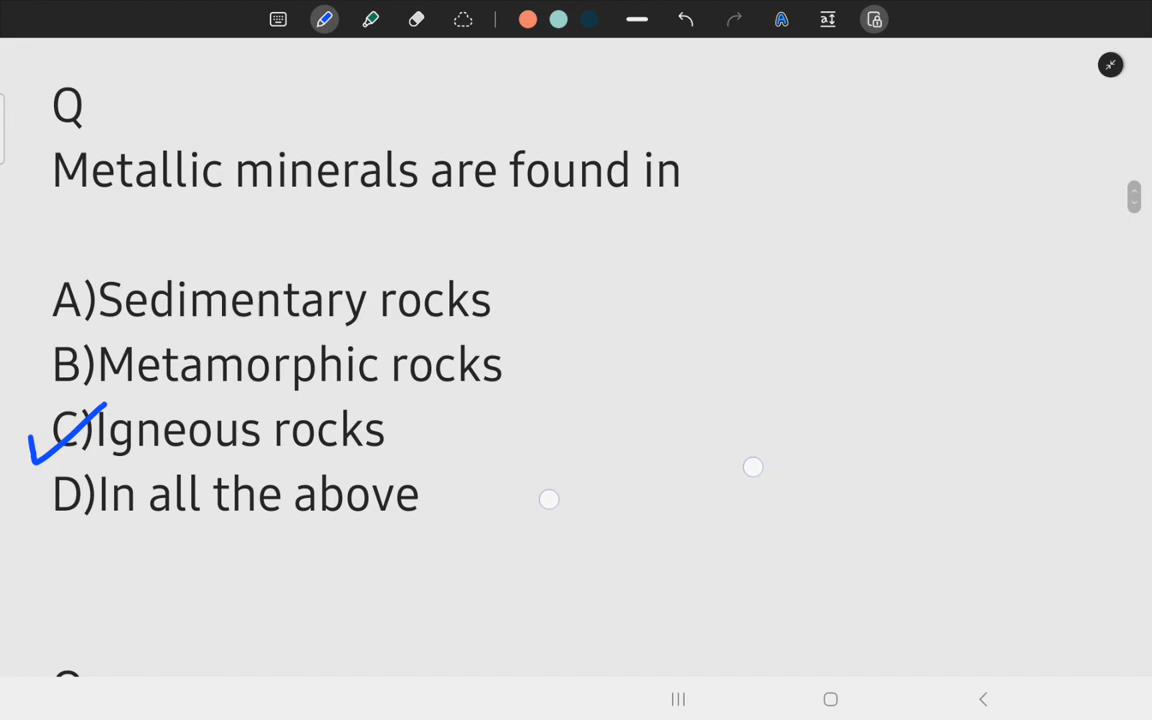 Q
Metallic minerals are found in
A)Sedimentary rocks
B)Metamorphic rocks
C)Igneous rocks
D)In all the above